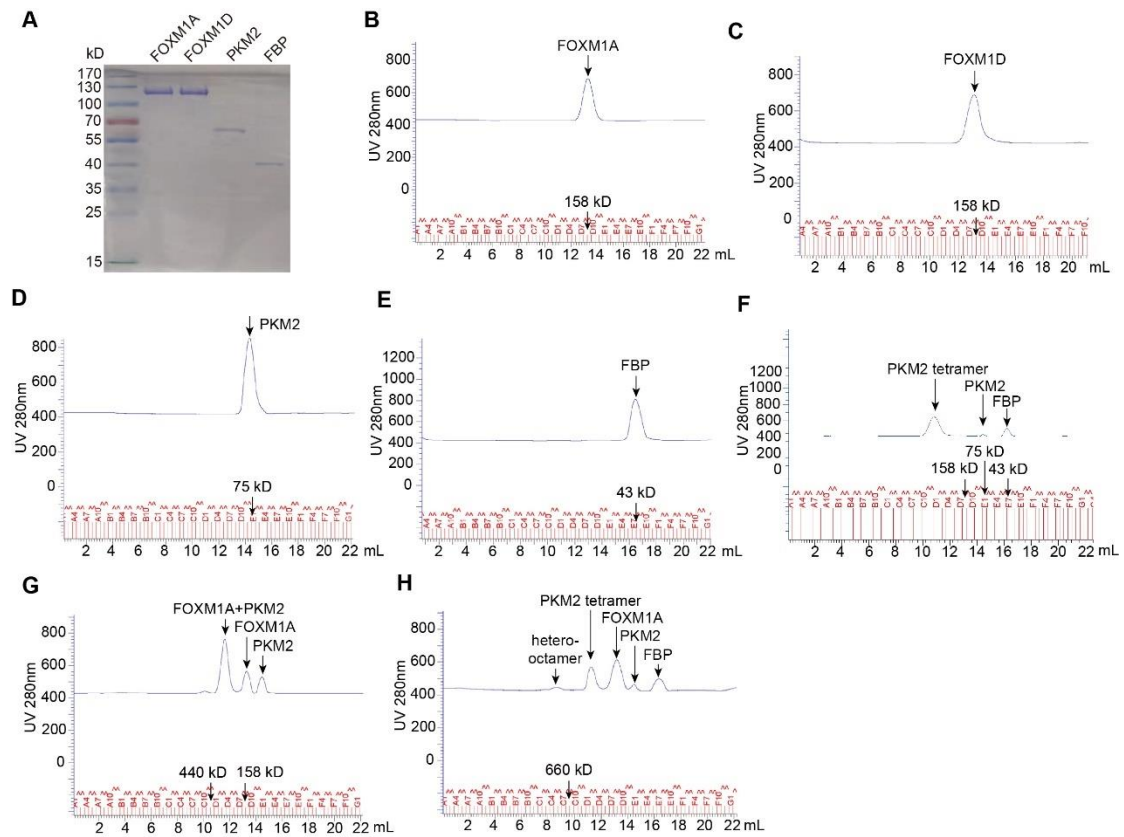 A
kD
FOXM1A
FOXM1D
PKM2
FBP
170
130
100
70
55
40
35
25
15
B
FOXM1A
UV 280nm
800
600
400
200
0
158 kD
2 4 6 8 10 12 14 16 18 20 22 mL
C
FOXM1D
UV 280nm
800
600
400
200
0
158 kD
2 4 6 8 10 12 14 16 18 20 mL
D
PKM2
UV 280nm
800
600
400
200
0
75 kD
2 4 6 8 10 12 14 16 18 20 22 mL
E
FBP
UV 280nm
1200
1000
800
600
400
200
0
43 kD
2 4 6 8 10 12 14 16 18 20 22 mL
F
PKM2 tetramer
PKM2
FBP
UV 280nm
1200
1000
800
600
400
200
0
75 kD
158 kD 43 kD
2 4 6 8 10 12 14 16 18 20 22 mL
G
FOXM1A+PKM2
FOXM1A
PKM2
UV 280nm
800
600
400
200
0
440 kD 158 kD
2 4 6 8 10 12 14 16 18 20 22 mL
H
PKM2 tetramer
FOXM1A
hetero-
octamer
PKM2
FBP
UV 280nm
800
600
400
200
0
660 kD
2 4 6 8 10 12 14 16 18 20 22 mL